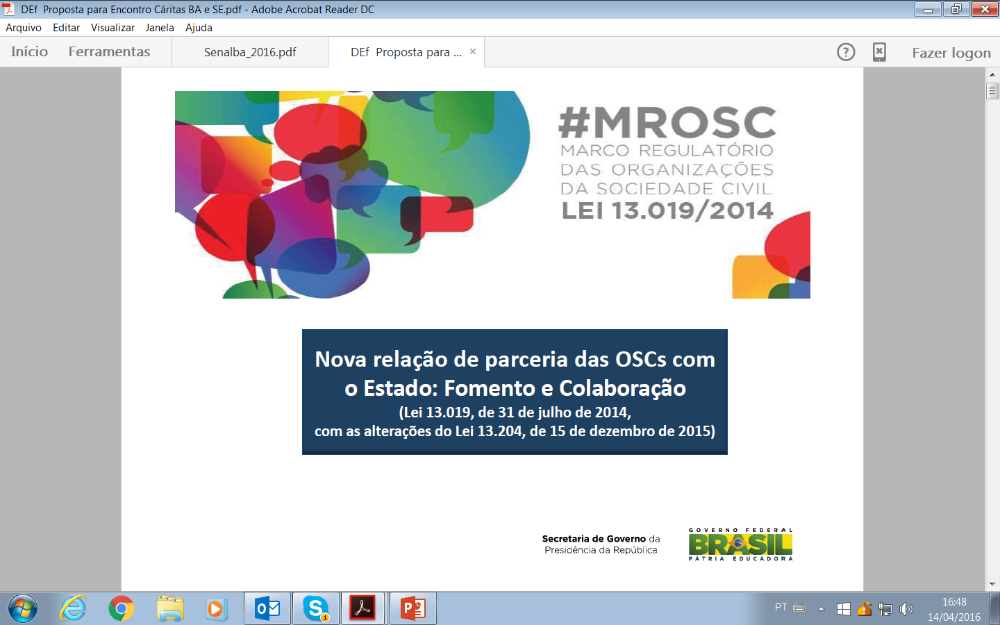 DEf  Proposta para Encontro Cáritas BA e SE.pdf - Adobe Acrobat Reader DC
Arquivo Editar Visualizar Janela Ajuda
Início Ferramentas Senalba_2016.pdf DEf  Proposta para ... × ? Fazer logon
#MROSC
MARCO REGULATÓRIO
DAS ORGANIZAÇÕES
DA SOCIEDADE CIVIL
LEI 13.019/2014
Nova relação de parceria das OSCs com
o Estado: Fomento e Colaboração
(Lei 13.019, de 31 de julho de 2014,
com as alterações do Lei 13.204, de 15 de dezembro de 2015)
Secretaria de Governo da
Presidência da República
GOVERNO FEDERAL
BRASIL
PÁTRIA EDUCADORA
PT
16:48
14/04/2016